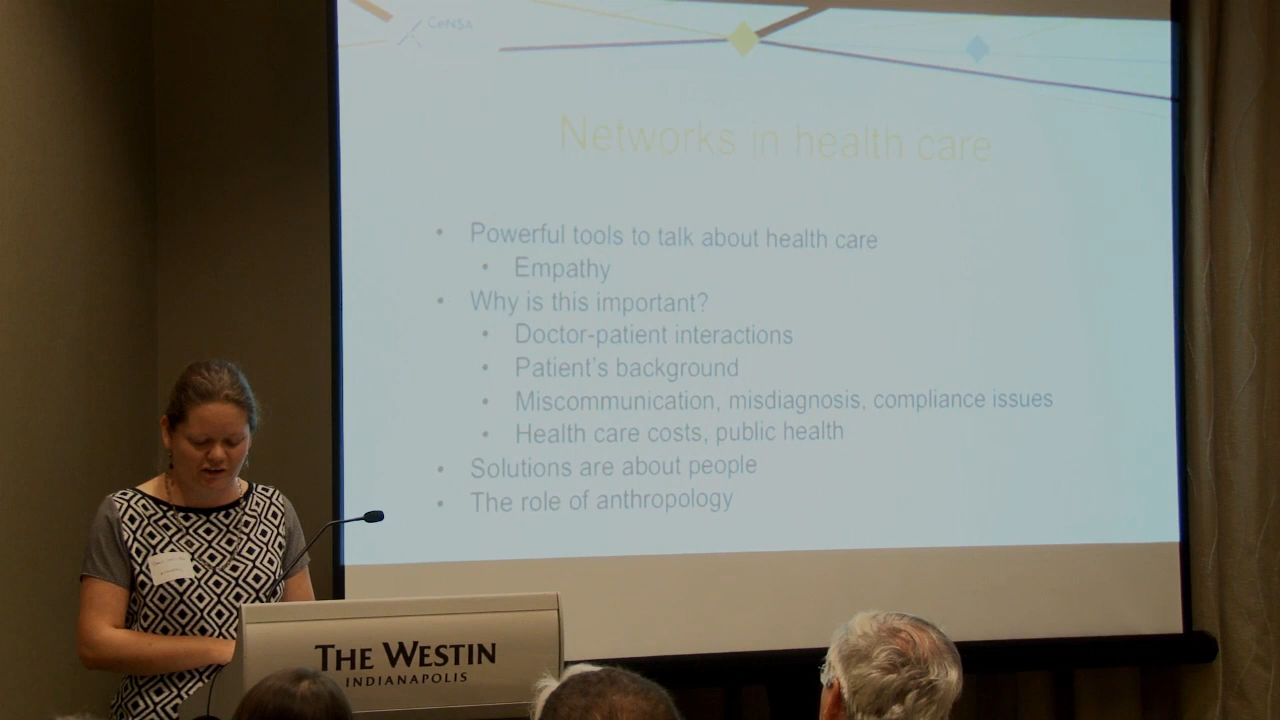 CoNSA
Networks in health care
• Powerful tools to talk about health care
• Empathy
• Why is this important?
• Doctor-patient interactions
• Patient's background
• Miscommunication, misdiagnosis, compliance issues
• Health care costs, public health
• Solutions are about people
• The role of anthropology
THE WESTIN
INDIANAPOLIS